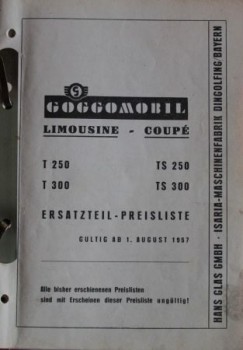 G
GOGGOMOBIL
LIMOUSINE - COUPÉ
T 250 TS 250
T 300 TS 300
ERSATZTEIL-PREISLISTE
GULTIG AB 1. AUGUST 1957
Alle bisher erschienenen Preislisten
sind mit Erscheinen dieser Preisliste ungültig!
HANS GLAS GMBH · ISARIA-MASCHINENFABRIK DINGOLFING/BAYERN